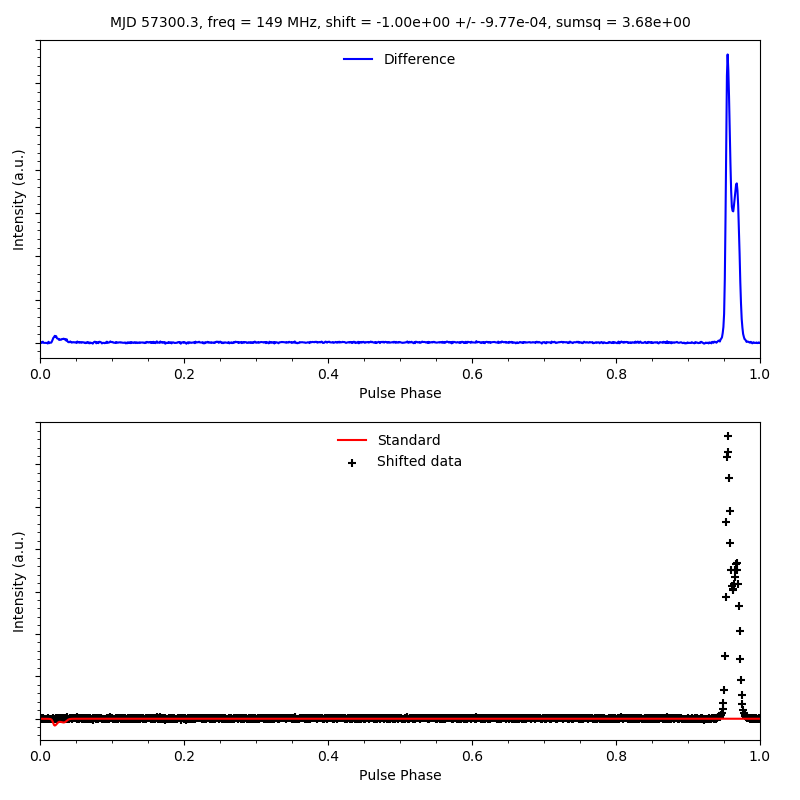 MJD 57300.3, freq = 149 MHz, shift = -1.00e+00 +/- -9.77e-04, sumsq = 3.68e+00
Difference
Intensity (a.u.)
0.0 0.2 0.4 0.6 0.8 1.0
Pulse Phase
Standard
Shifted data
Intensity (a.u.)
0.0 0.2 0.4 0.6 0.8 1.0
Pulse Phase